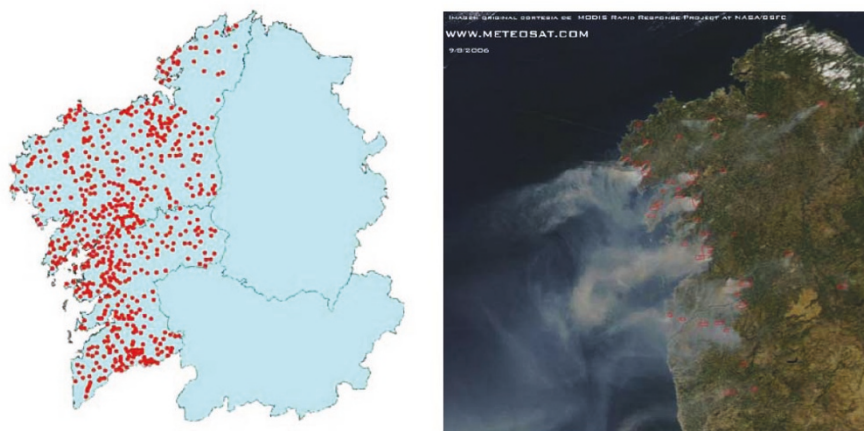 IMAGEN ORIGINAL CORTESIA DE MODIS RAPID RESPONSE PROJECT AT NASA/GSFC
WWW.METEOSAT.COM
9/8/2006